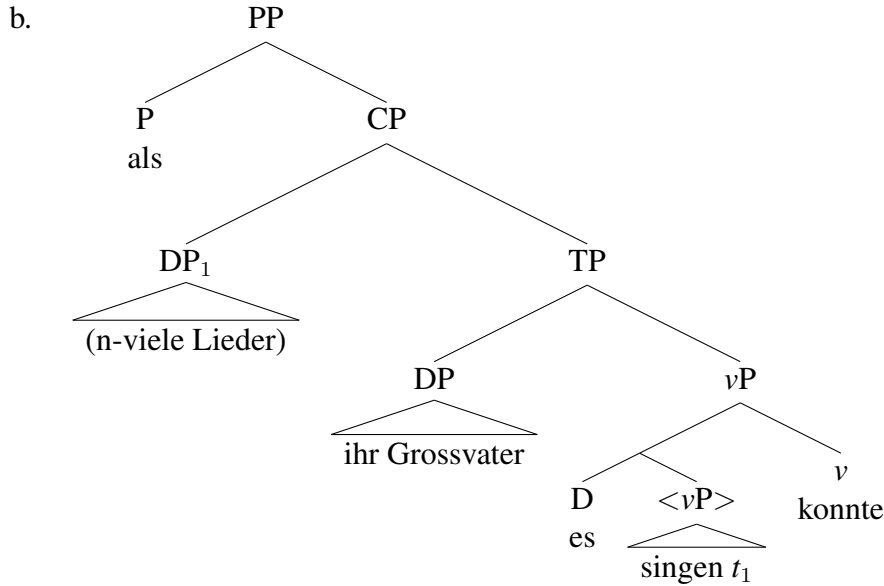 b.
PP
P
CP
als
DP₁
TP
(n-viele Lieder)
DP
vP
ihr Grossvater
D
<vP>
v
es
konnte
singen t₁